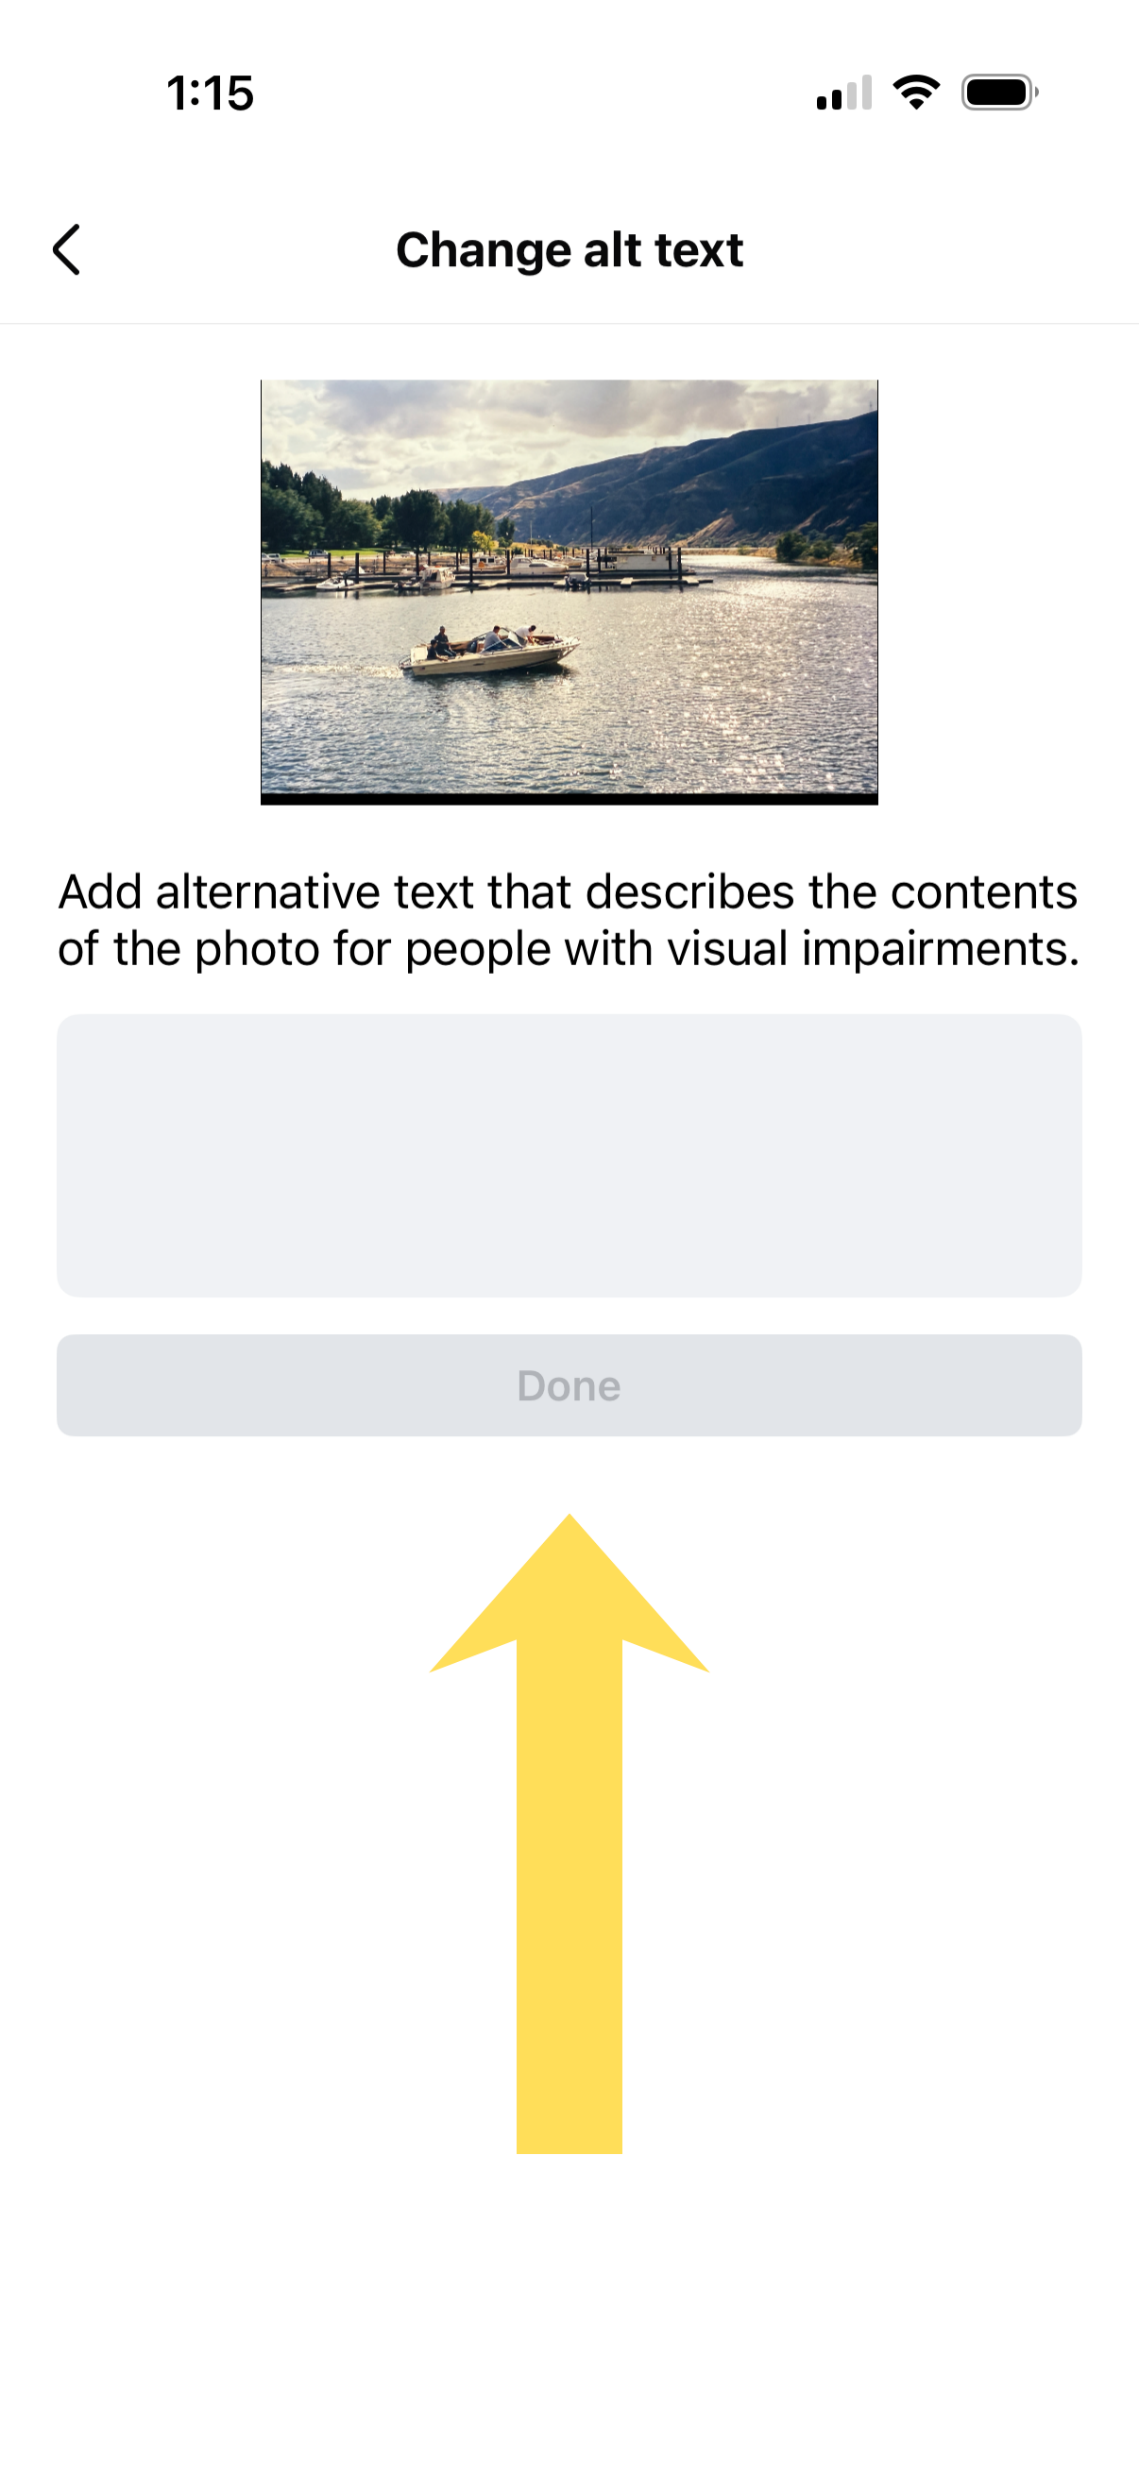 1:15
Change alt text
Add alternative text that describes the contents
of the photo for people with visual impairments.
Done